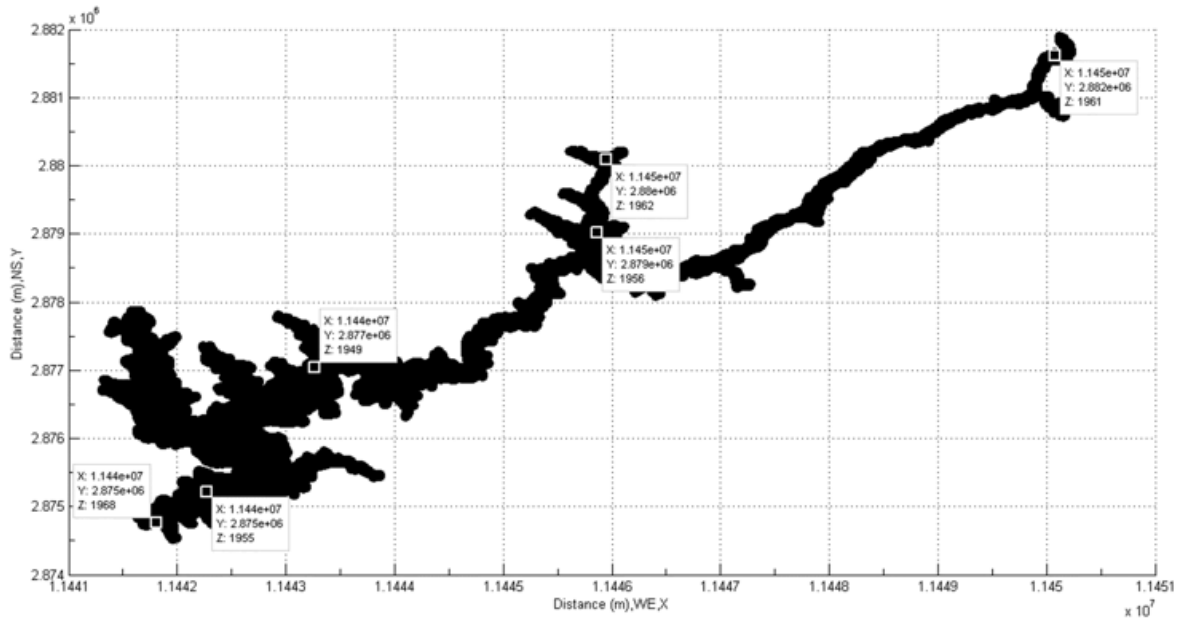 x 10^6
2.882
2.881
2.88
2.879
2.878
2.877
2.876
2.875
2.874
Distance (m),NS,Y
X: 1.145e+07
Y: 2.882e+06
Z: 1961
X: 1.145e+07
Y: 2.88e+06
Z: 1962
X: 1.145e+07
Y: 2.879e+06
Z: 1956
X: 1.144e+07
Y: 2.877e+06
Z: 1949
X: 1.144e+07
Y: 2.875e+06
Z: 1968
X: 1.144e+07
Y: 2.875e+06
Z: 1955
1.1441 1.1442 1.1443 1.1444 1.1445 1.1446 1.1447 1.1448 1.1449 1.145 1.1451
Distance (m),WE,X
x 10^7